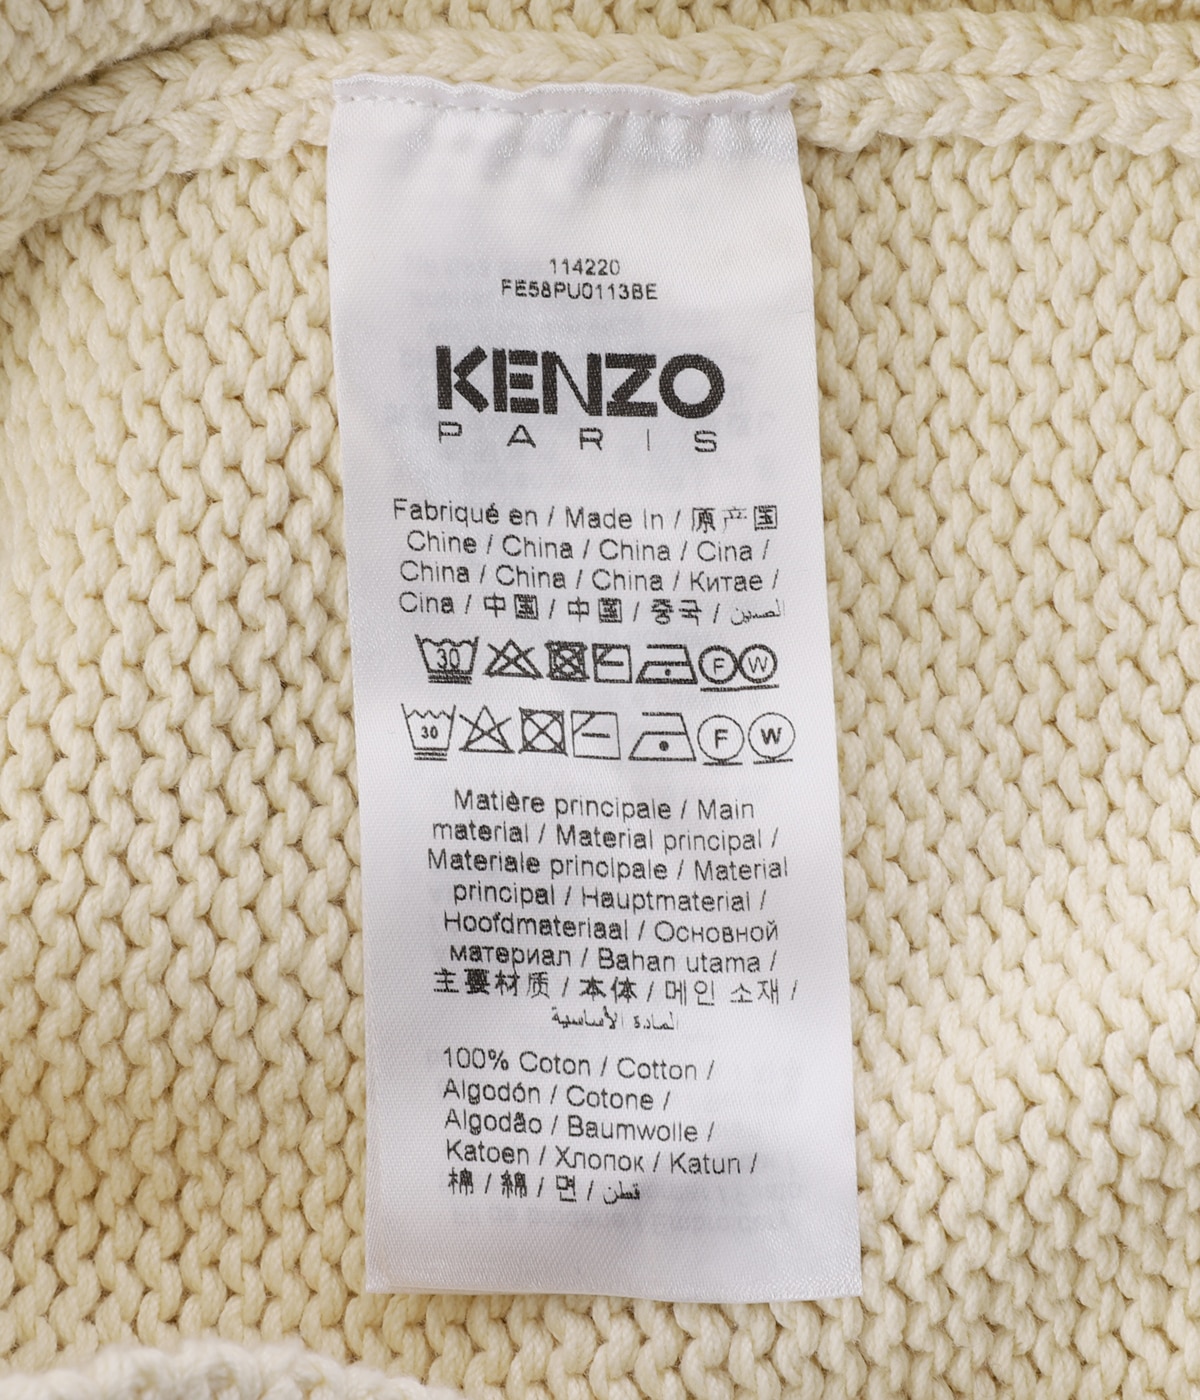 114220
FE58PU0113BE
KENZO
PARIS
Fabriqué en / Made In / 原产国
Chine / China / China / Cina /
China / China / China / Китае /
Cina / 中国 / 中国 / 중국 / الصين
30 F W
30 F W
Matière principale / Main
material / Material principal /
Materiale principale / Material
principal / Hauptmaterial /
Hoofdmateriaal / Основной
материал / Bahan utama /
主要材质 / 本体 / 메인 소재 /
المادة الأساسية
100% Coton / Cotton /
Algodón / Cotone /
Algodão / Baumwolle /
Katoen / Хлопок / Katun /
棉 / 綿 / 면 / قطن